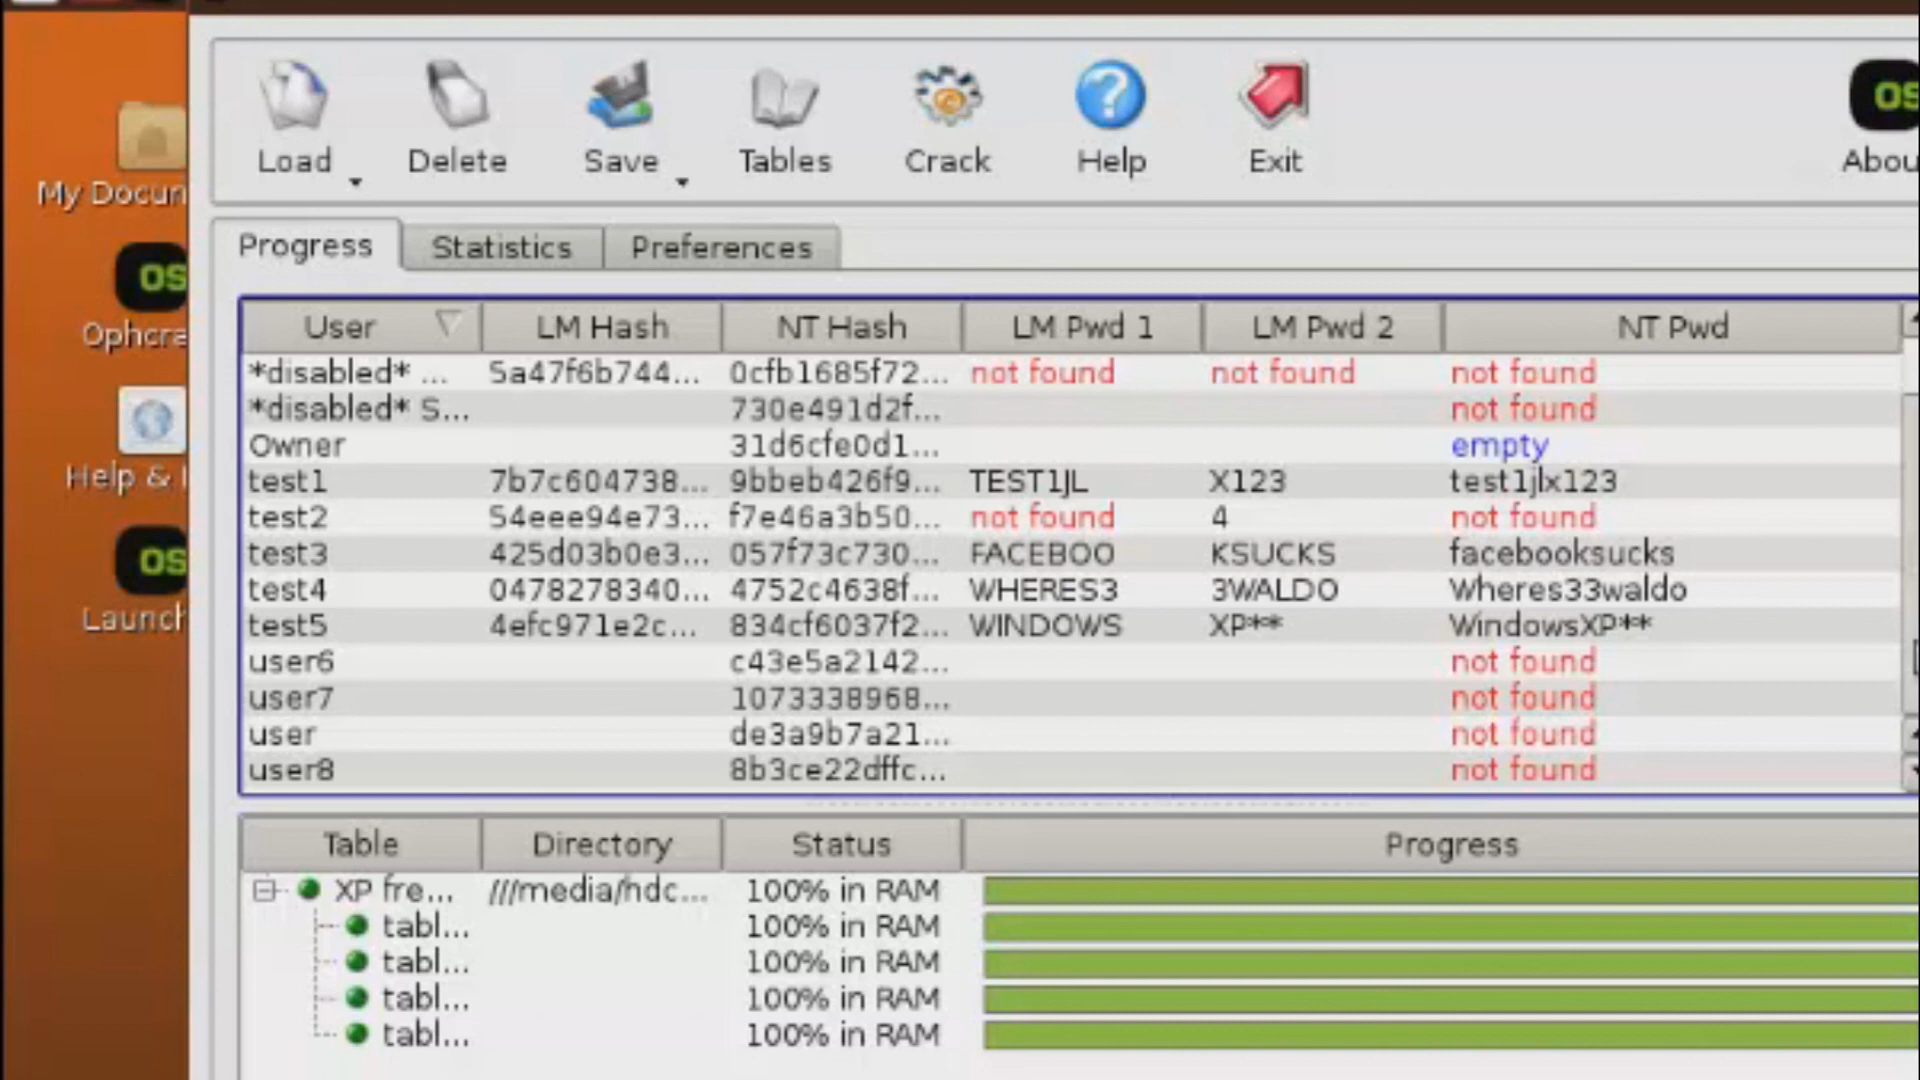 Load Delete Save Tables Crack Help Exit Abou
My Docun
Progress Statistics Preferences
OS
Ophcra
User LM Hash NT Hash LM Pwd 1 LM Pwd 2 NT Pwd
*disabled* ... 5a47f6b744... 0cfb1685f72... not found not found not found
*disabled* S... 730e491d2f... not found
Owner 31d6cfe0d1... empty
Help &
test1 7b7c604738... 9bbeb426f9... TEST1JL X123 test1jlx123
test2 54eee94e73... f7e46a3b50... not found 4 not found
test3 425d03b0e3... 057f73c730... FACEBOO KSUCKS facebooksucks
OS
test4 0478278340... 4752c4638f... WHERES3 3WALDO Wheres33waldo
Launch
test5 4efc971e2c... 834cf6037f2... WINDOWS XP** WindowsXP**
user6 c43e5a2142... not found
user7 1073338968... not found
user de3a9b7a21... not found
user8 8b3ce22dffc... not found
Table Directory Status Progress
XP fre... ///media/hdc... 100% in RAM
tabl... 100% in RAM
tabl... 100% in RAM
tabl... 100% in RAM
tabl... 100% in RAM